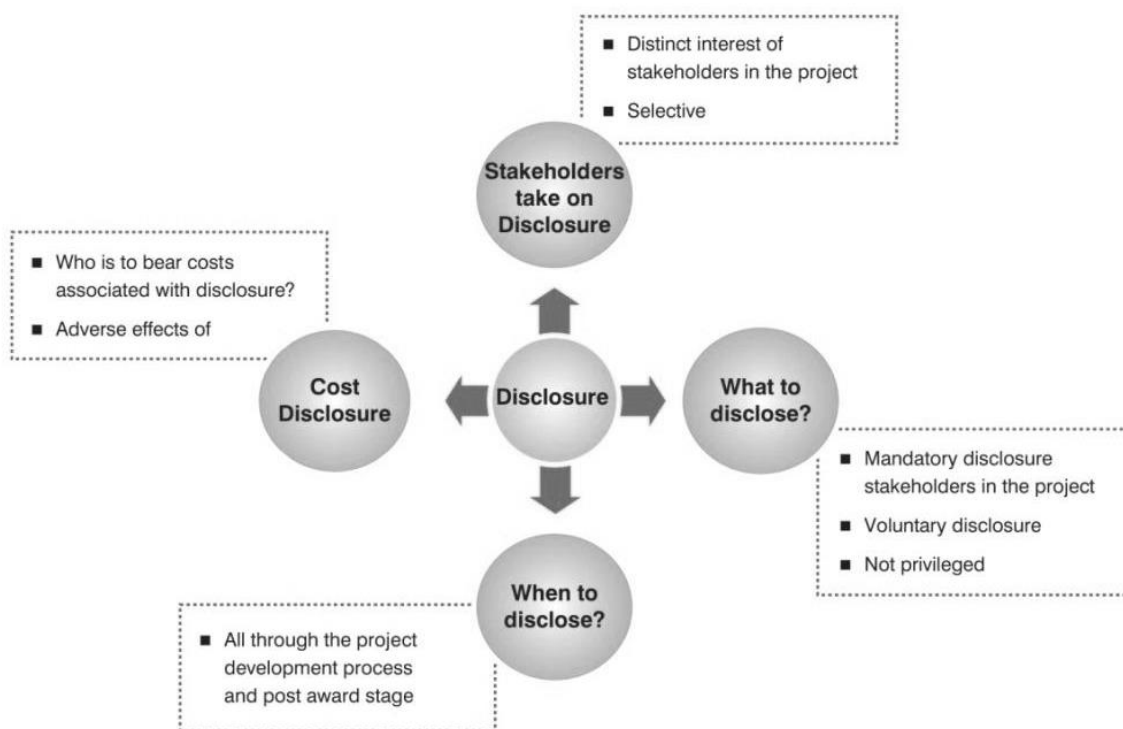 ■ Distinct interest of
stakeholders in the project
■ Selective
Stakeholders
take on
Disclosure
■ Who is to bear costs
associated with disclosure?
■ Adverse effects of
Cost
Disclosure
Disclosure
What to
disclose?
■ Mandatory disclosure
stakeholders in the project
■ Voluntary disclosure
■ Not privileged
When to
disclose?
■ All through the project
development process
and post award stage